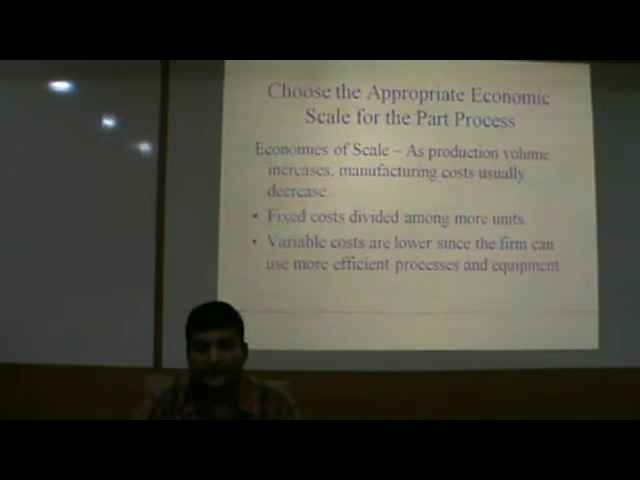 Choose the Appropriate Economic
Scale for the Part Process
Economies of Scale – As production volume
increases, manufacturing costs usually
decrease.
• Fixed costs divided among more units.
• Variable costs are lower since the firm can
use more efficient processes and equipment